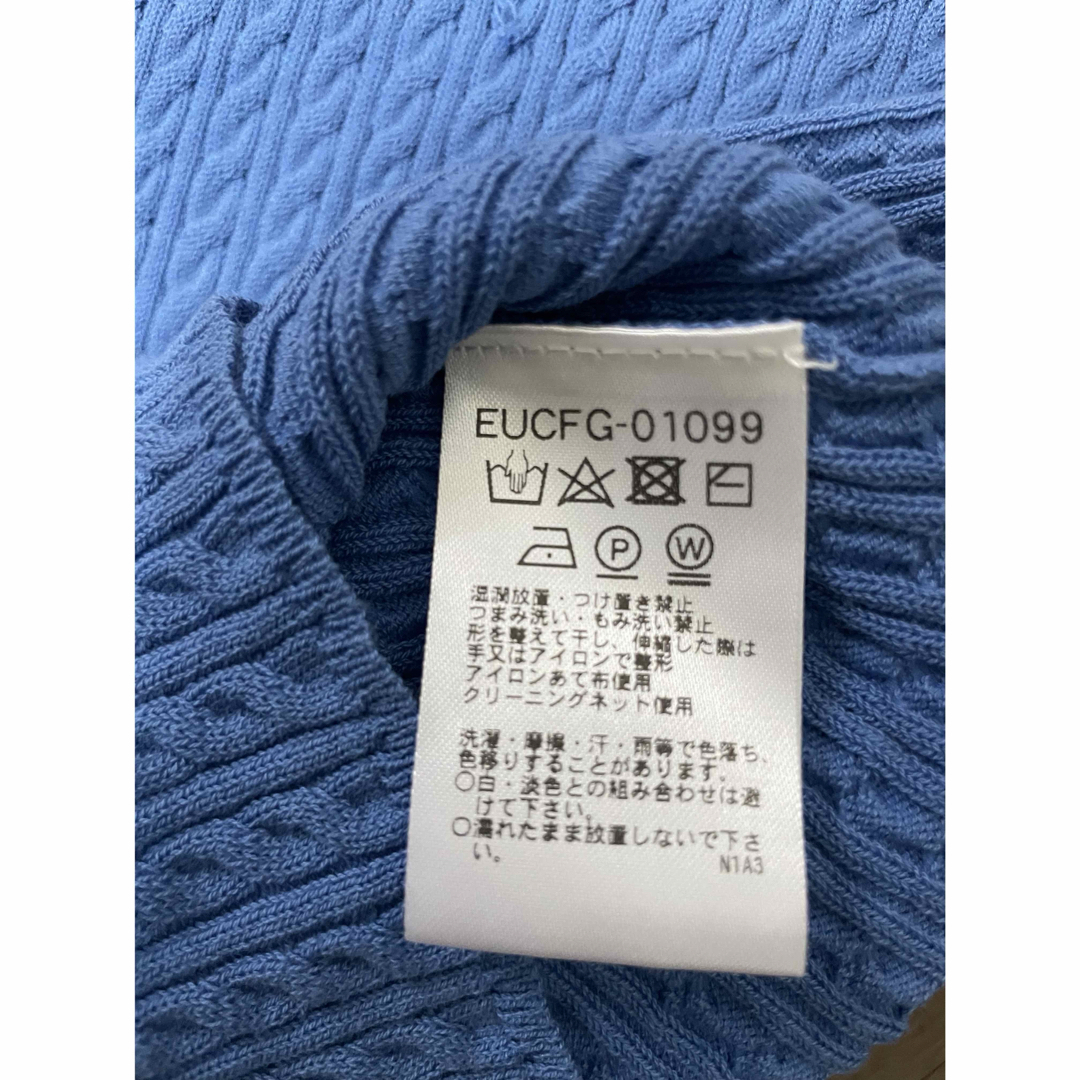 EUCFG-01099
P W
湿潤放置・つけ置き禁止
つまみ洗い・もみ洗い禁止
形を整えて干し、伸縮した際は
手又はアイロンで整形
アイロンあて布使用
クリーニングネット使用
洗濯・摩擦・汗・雨等で色落ち、
色移りすることがあります。
○白・淡色との組み合わせは避
けて下さい。
○濡れたまま放置しないで下さ
い。
N1A3